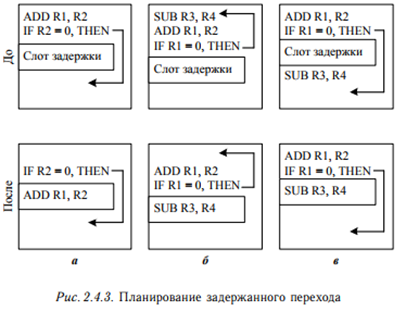 До
ADD R1, R2
IF R2 = 0, THEN
Слот задержки
SUB R3, R4
ADD R1, R2
IF R1 = 0, THEN
Слот задержки
ADD R1, R2
IF R1 = 0, THEN
Слот задержки
SUB R3, R4
После
IF R2 = 0, THEN
ADD R1, R2
ADD R1, R2
IF R1 = 0, THEN
SUB R3, R4
ADD R1, R2
IF R1 = 0, THEN
SUB R3, R4
а
б
в
Рис. 2.4.3. Планирование задержанного перехода